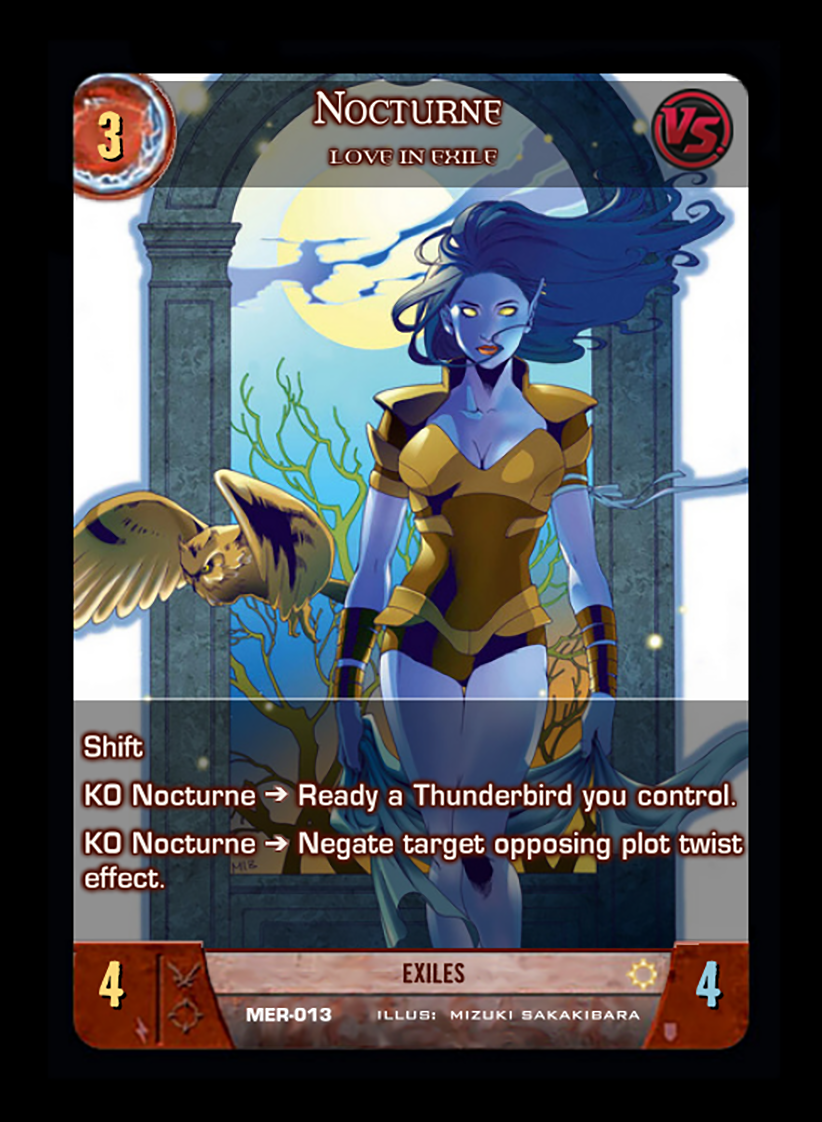 3
Nocturne
VS.
LOVE IN EXILE
Shift
KO Nocturne → Ready a Thunderbird you control.
KO Nocturne → Negate target opposing plot twist
effect.
4
EXILES
4
MER-013 ILLUS: MIZUKI SAKAKIBARA